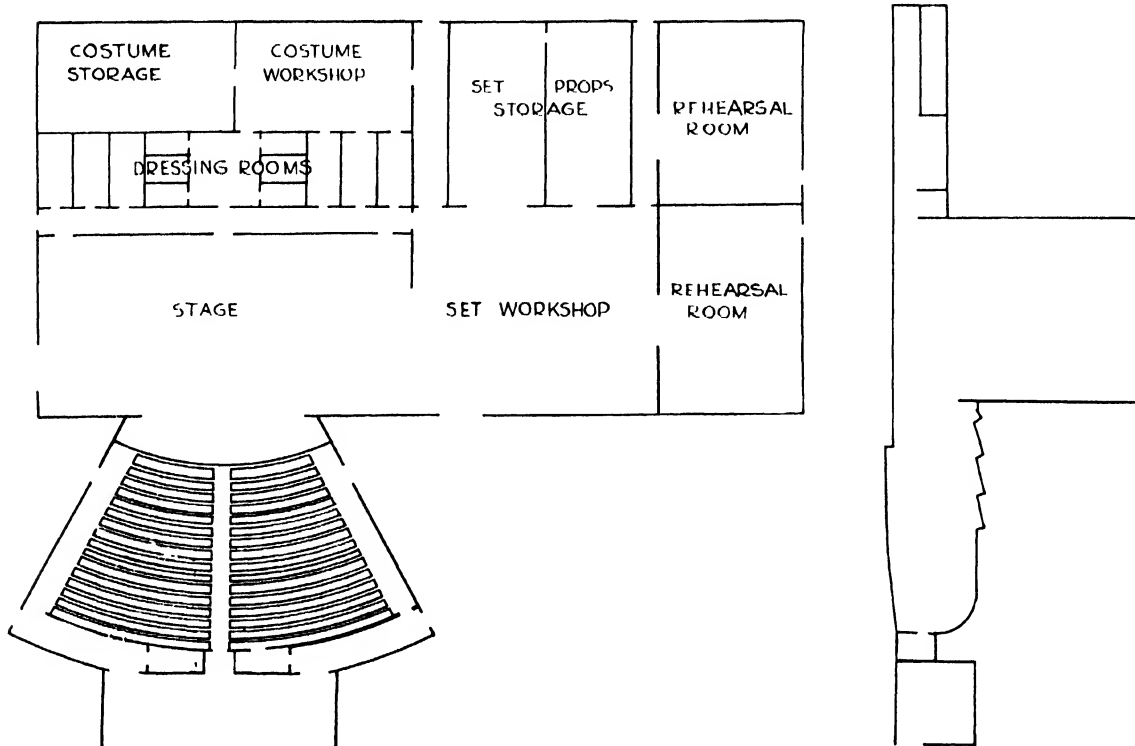 COSTUME
STORAGE
COSTUME
WORKSHOP
SET PROPS
STORAGE
REHEARSAL
ROOM
DRESSING ROOMS
STAGE
SET WORKSHOP
REHEARSAL
ROOM